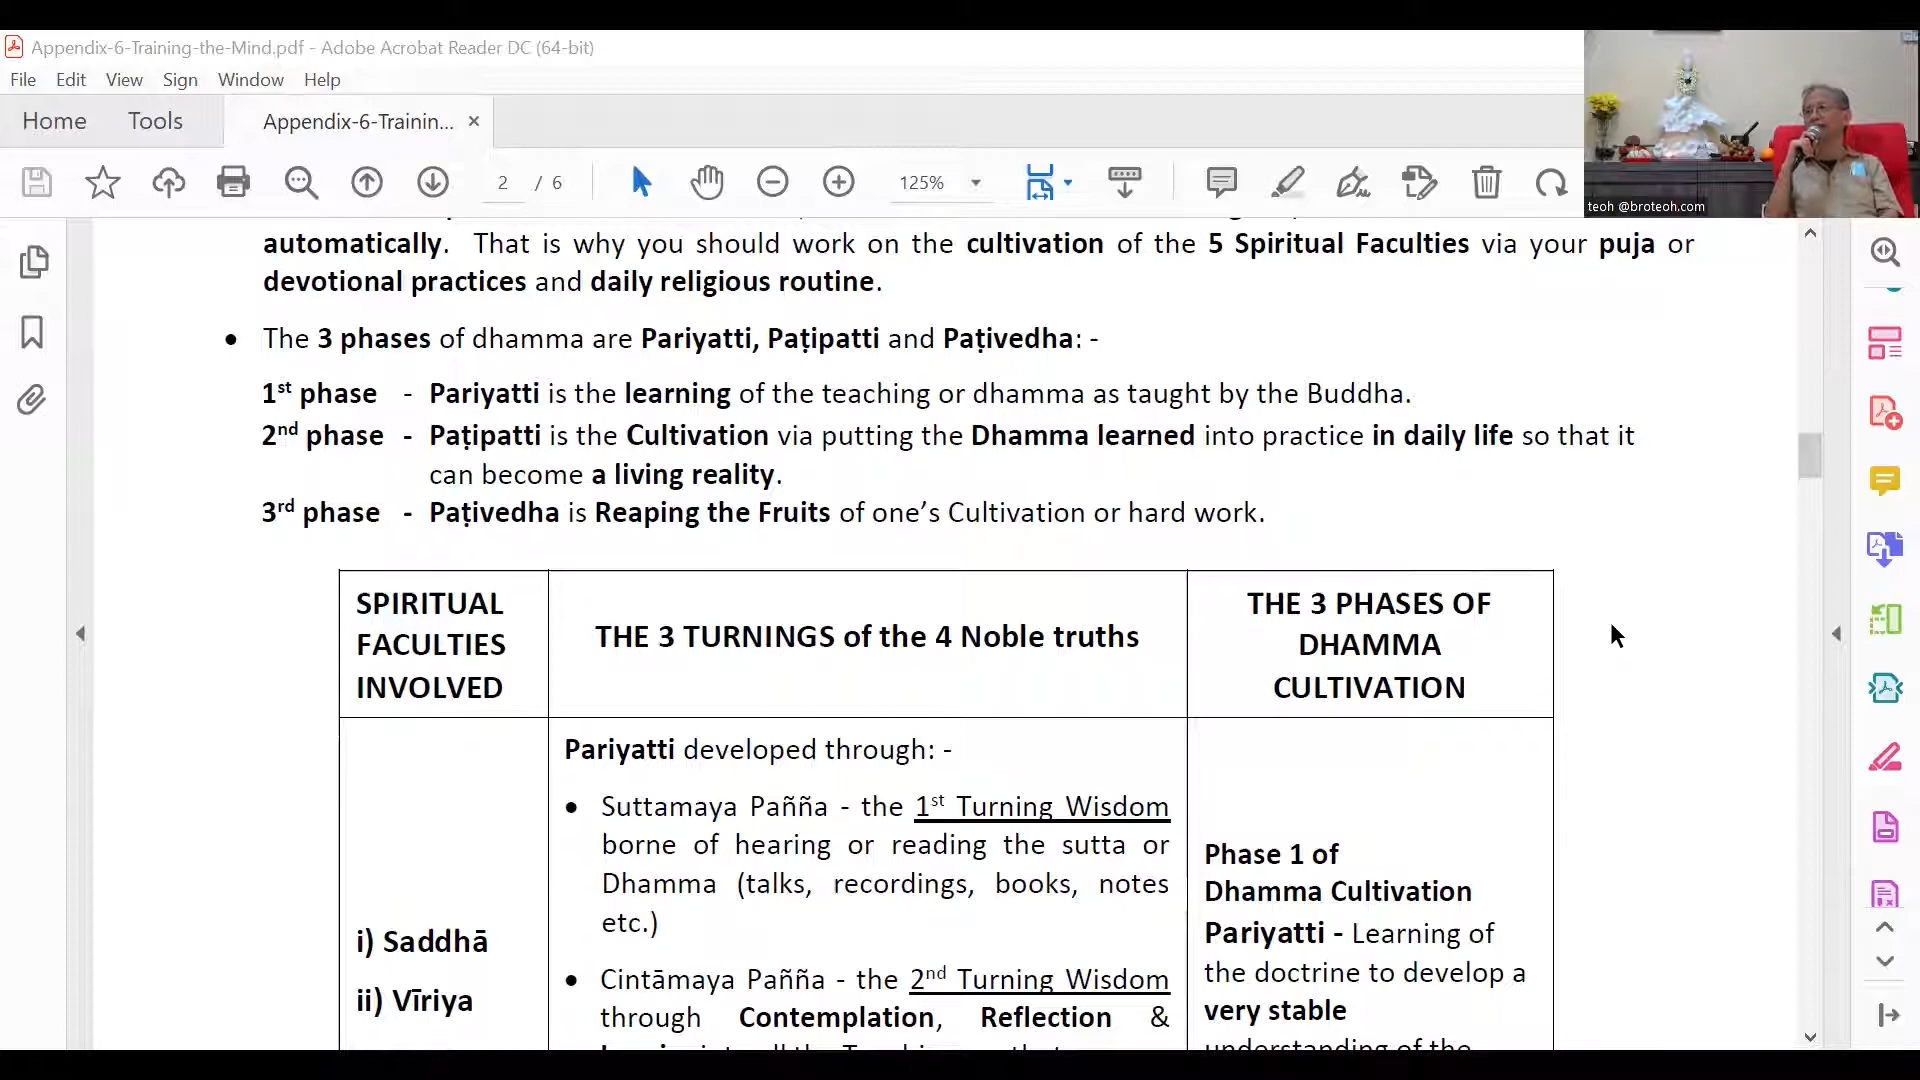 Appendix-6-Training-the-Mind.pdf - Adobe Acrobat Reader DC (64-bit)
File Edit View Sign Window Help
Home Tools Appendix-6-Trainin... ×
2 / 6 125%
teoh @broteoh.com
automatically. That is why you should work on the cultivation of the 5 Spiritual Faculties via your puja or
devotional practices and daily religious routine.
• The 3 phases of dhamma are Pariyatti, Paṭipatti and Paṭivedha: -
1st phase - Pariyatti is the learning of the teaching or dhamma as taught by the Buddha.
2nd phase - Paṭipatti is the Cultivation via putting the Dhamma learned into practice in daily life so that it
can become a living reality.
3rd phase - Paṭivedha is Reaping the Fruits of one’s Cultivation or hard work.
SPIRITUAL
FACULTIES
INVOLVED
THE 3 TURNINGS of the 4 Noble truths
THE 3 PHASES OF
DHAMMA
CULTIVATION
i) Saddhā
ii) Vīriya
Pariyatti developed through: -
• Suttamaya Pañña - the 1st Turning Wisdom
borne of hearing or reading the sutta or
Dhamma (talks, recordings, books, notes
etc.)
• Cintāmaya Pañña - the 2nd Turning Wisdom
through Contemplation, Reflection &
Phase 1 of
Dhamma Cultivation
Pariyatti - Learning of
the doctrine to develop a
very stable
understanding of the